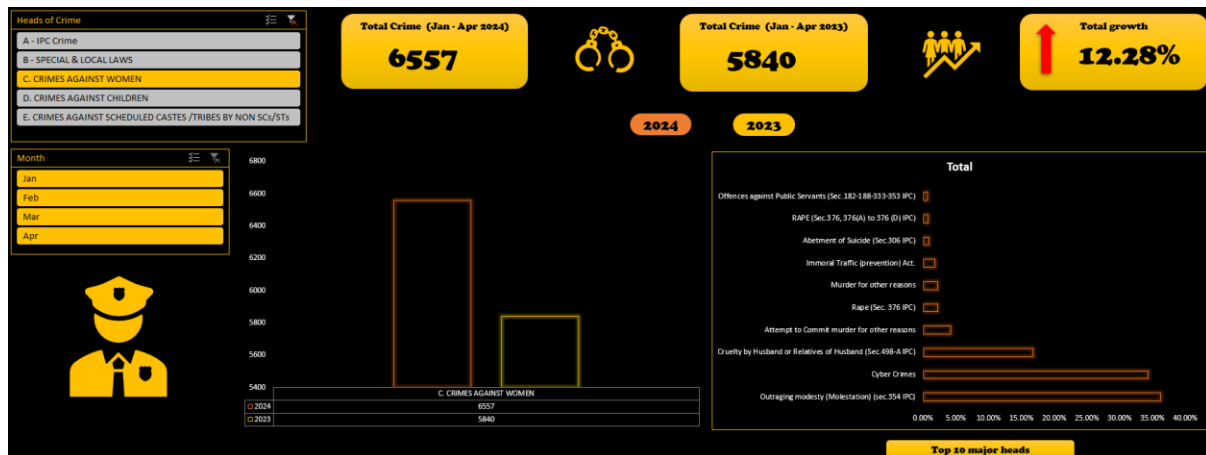 Heads of Crime
A - IPC Crime
B - SPECIAL & LOCAL LAWS
C. CRIMES AGAINST WOMEN
D. CRIMES AGAINST CHILDREN
E. CRIMES AGAINST SCHEDULED CASTES /TRIBES BY NON SCs/STs
Total Crime (Jan - Apr 2024)
6557
Total Crime (Jan - Apr 2023)
5840
Total growth
12.28%
2024
2023
Month
Jan
Feb
Mar
Apr
6800
6600
6400
6200
6000
5800
5600
5400
C. CRIMES AGAINST WOMEN
2024 6557
2023 5840
Total
Offences against Public Servants (Sec.182-188-333-353 IPC)
RAPE (Sec.376, 376(A) to 376 (D) IPC)
Abetment of Suicide (Sec.306 IPC)
Immoral Traffic (prevention) Act.
Murder for other reasons
Rape (Sec. 376 IPC)
Attempt to Commit murder for other reasons
Cruelty by Husband or Relatives of Husband (Sec.498-A IPC)
Cyber Crimes
Outraging modesty (Molestation) (sec.354 IPC)
0.00% 5.00% 10.00% 15.00% 20.00% 25.00% 30.00% 35.00% 40.00%
Top 10 major heads